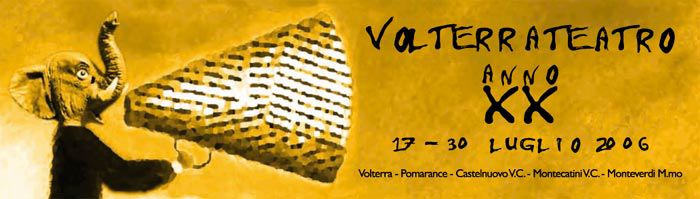 VOLTERRATEATRO
ANNO
XX
17 - 30 LUGLIO 2006
Volterra - Pomarance - Castelnuovo V.C. - Montecatini V.C. - Monteverdi M.mo